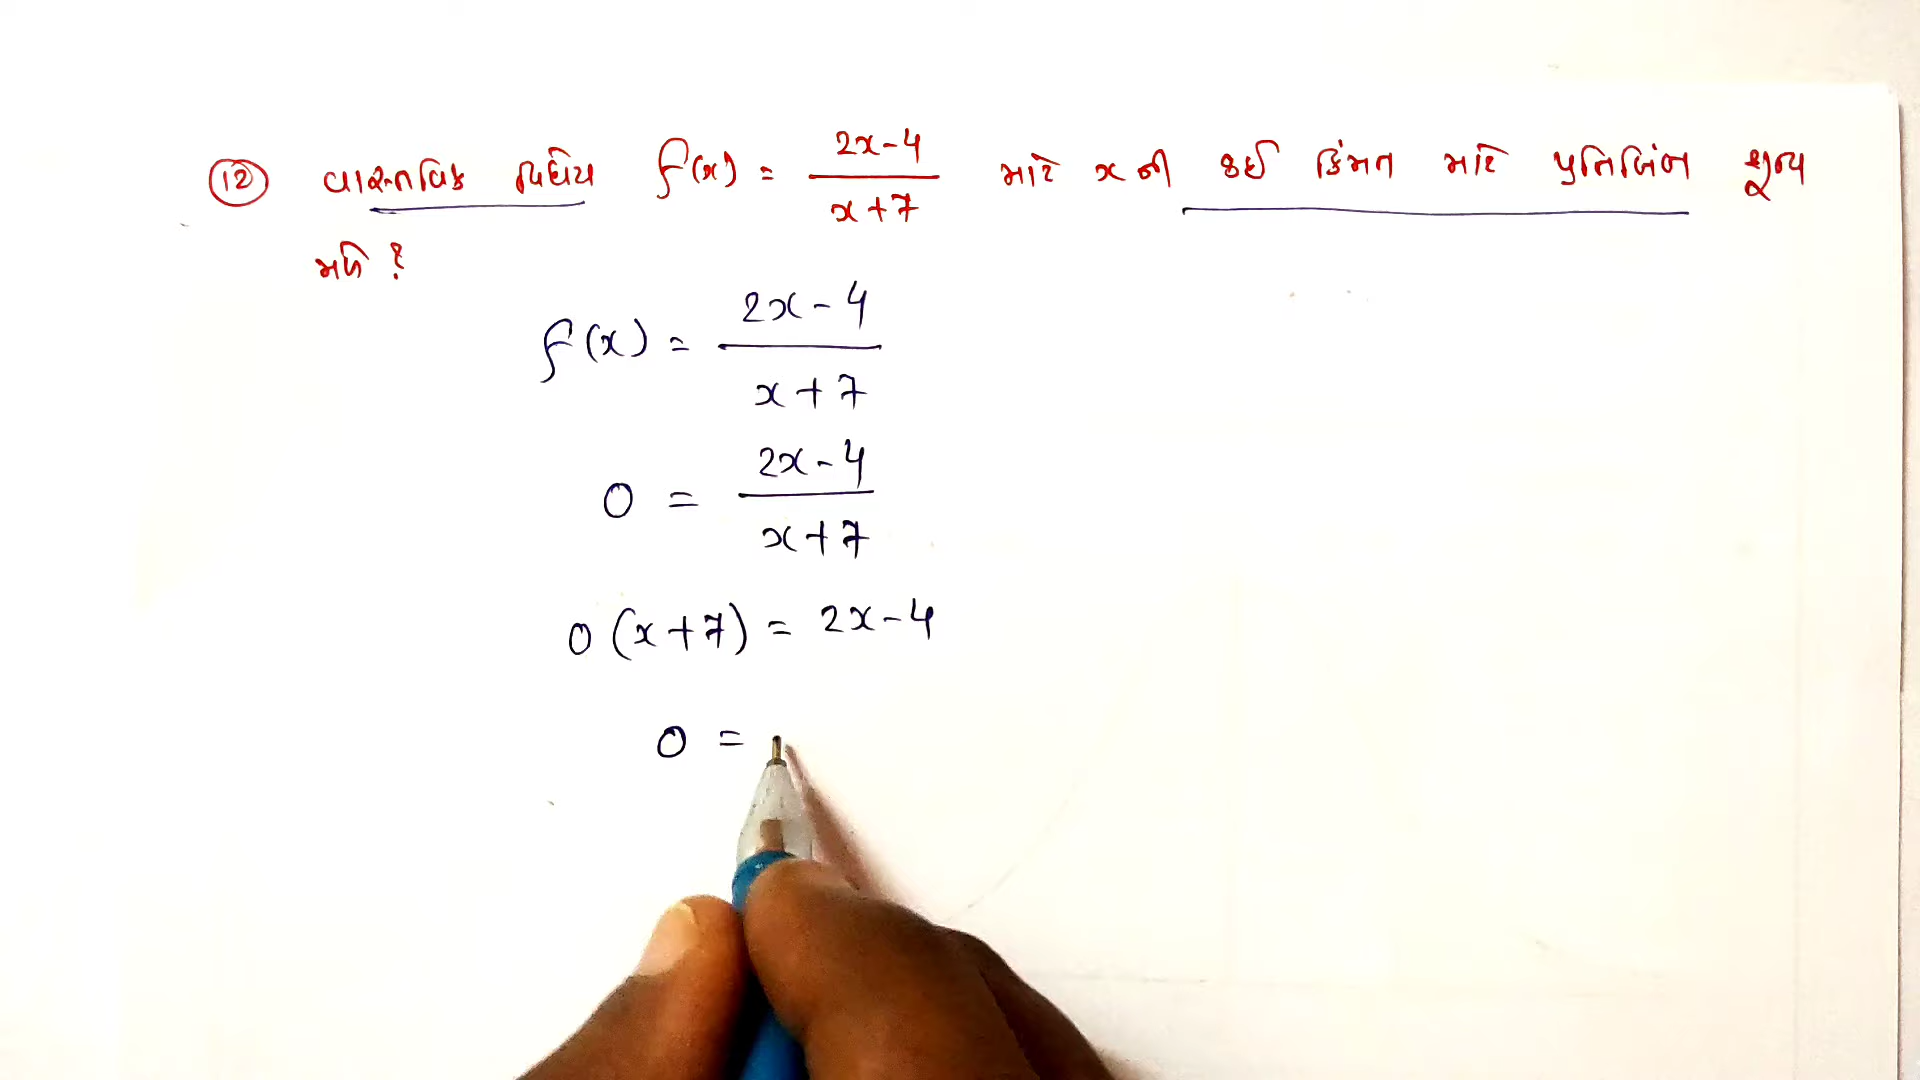 (12) વાસ્તવિક વિધેય f(x) = (2x-4)/(x+7) માટે x ની કઈ કિંમત માટે પ્રતિબિંબ શૂન્ય
મળે ?
f(x) = (2x-4)/(x+7)
0 = (2x-4)/(x+7)
0 (x+7) = 2x-4
0 =